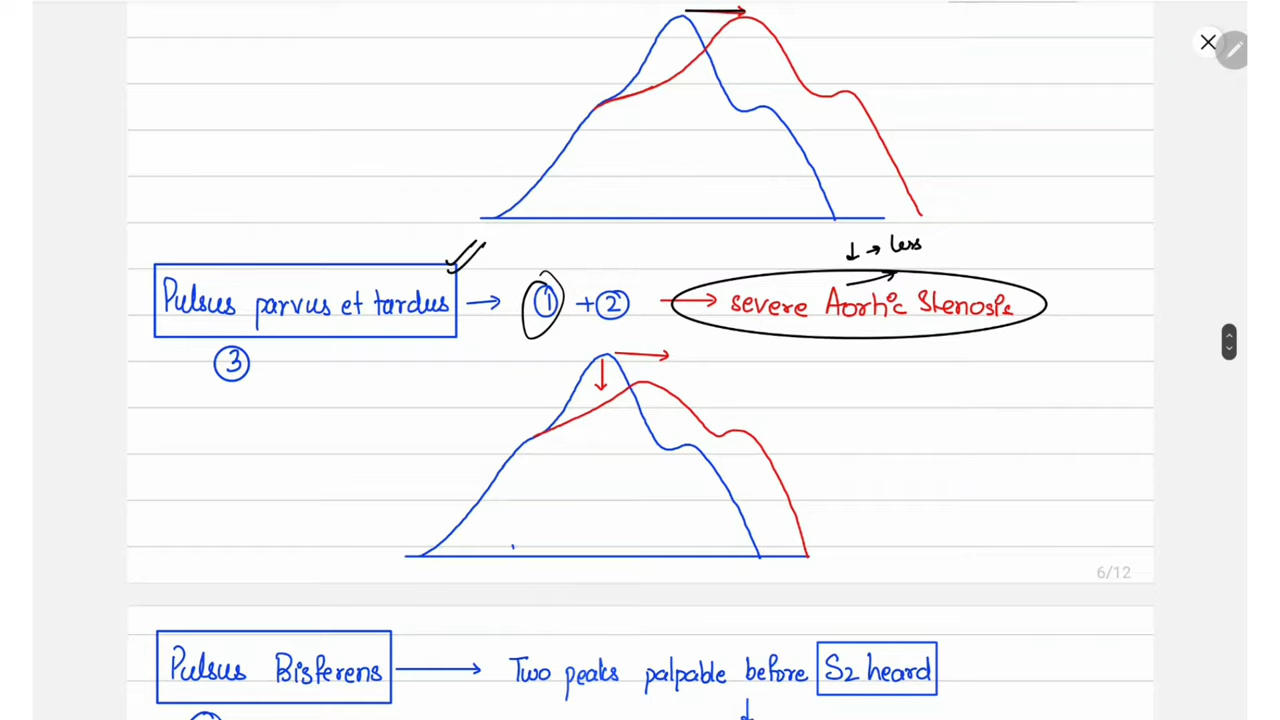 ↓ → less
Pulsus parvus et tardus → ① + ② → severe Aortic Stenosis
③
6/12
Pulsus Bisferens → Two peaks palpable before S2 heard